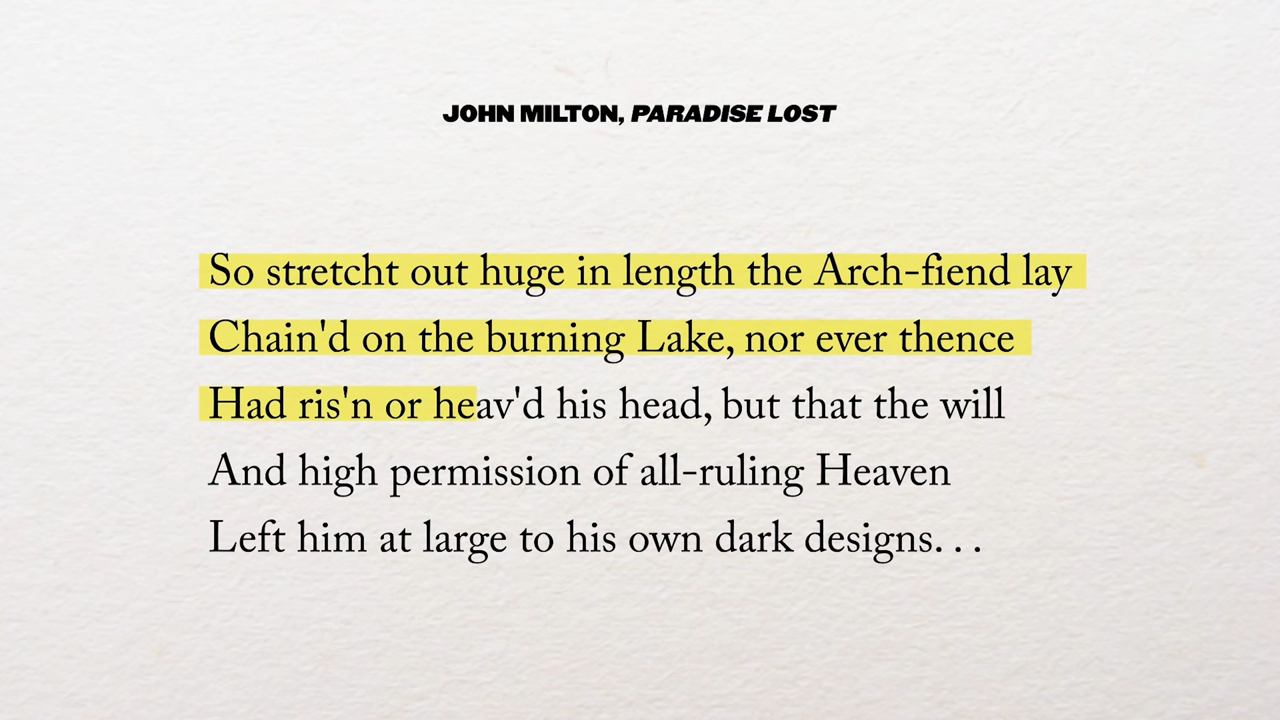 JOHN MILTON, PARADISE LOST
So stretcht out huge in length the Arch-fiend lay
Chain'd on the burning Lake, nor ever thence
Had ris'n or heav'd his head, but that the will
And high permission of all-ruling Heaven
Left him at large to his own dark designs. . .